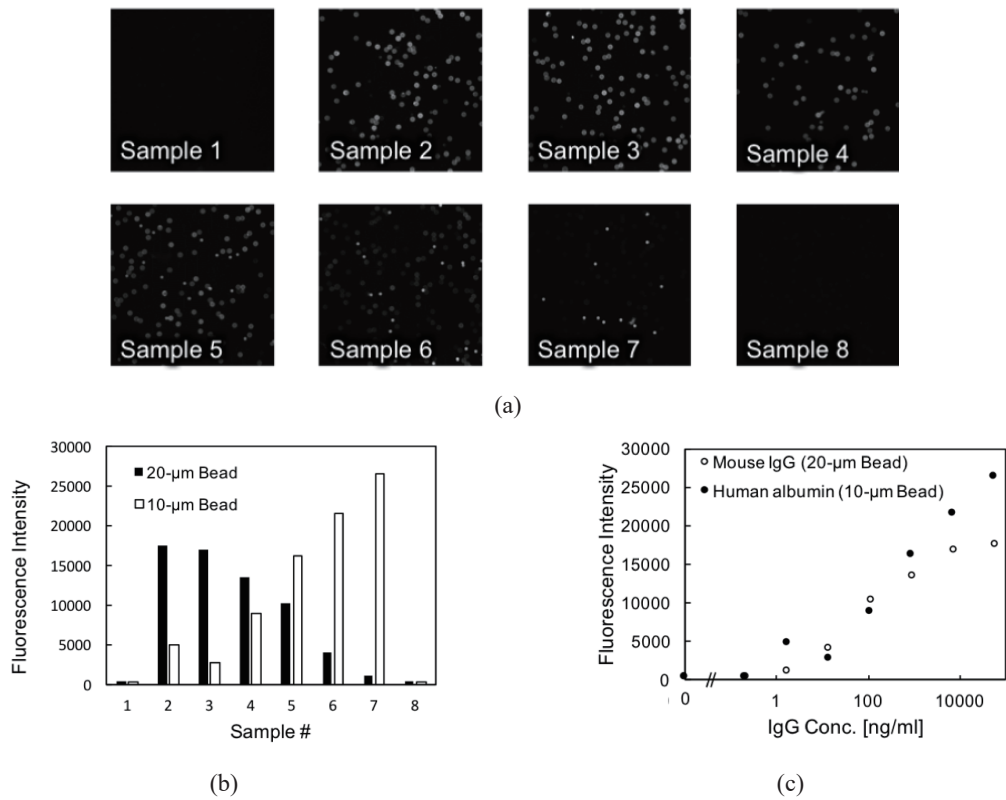 Sample 1
Sample 2
Sample 3
Sample 4
Sample 5
Sample 6
Sample 7
Sample 8
(a)
30000
25000
20000
15000
10000
5000
0
Fluorescence Intensity
20-μm Bead
10-μm Bead
1 2 3 4 5 6 7 8
Sample #
(b)
30000
25000
20000
15000
10000
5000
0
Fluorescence Intensity
Mouse IgG (20-μm Bead)
Human albumin (10-μm Bead)
0 1 100 10000
IgG Conc. [ng/ml]
(c)